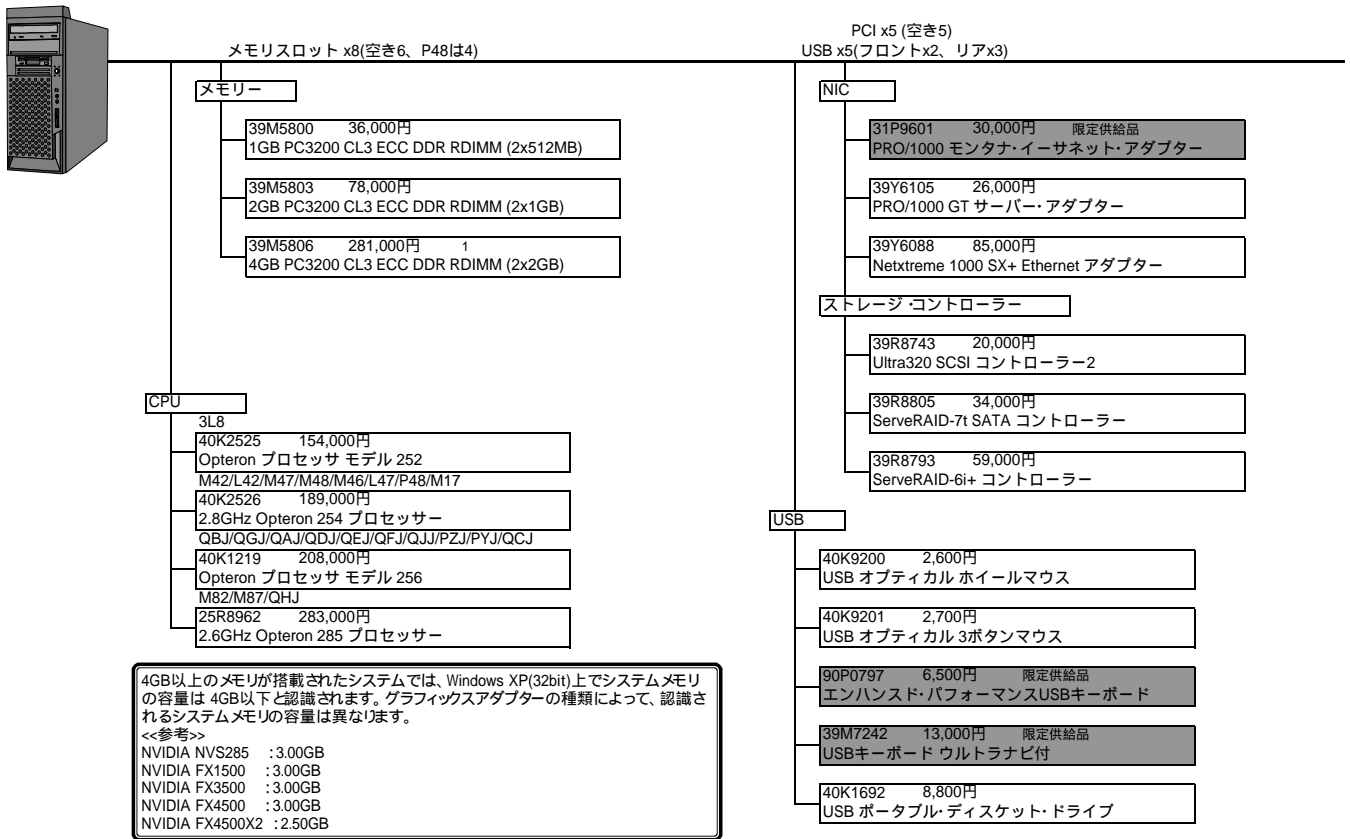 メモリスロット x8(空き6、P48は4)
メモリー
39M5800 36,000円
1GB PC3200 CL3 ECC DDR RDIMM (2x512MB)
39M5803 78,000円
2GB PC3200 CL3 ECC DDR RDIMM (2x1GB)
39M5806 281,000円 1
4GB PC3200 CL3 ECC DDR RDIMM (2x2GB)
CPU
3L8
40K2525 154,000円
Opteron プロセッサ モデル 252
M42/L42/M47/M48/M46/L47/P48/M17
40K2526 189,000円
2.8GHz Opteron 254 プロセッサー
QBJ/QGJ/QAJ/QDJ/QEJ/QFJ/QJJ/PZJ/PYJ/QCJ
40K1219 208,000円
Opteron プロセッサ モデル 256
M82/M87/QHJ
25R8962 283,000円
2.6GHz Opteron 285 プロセッサー
4GB以上のメモリが搭載されたシステムでは、Windows XP(32bit)上でシステムメモリ
の容量は 4GB以下と認識されます。グラフィックスアダプターの種類によって、認識さ
れるシステムメモリの容量は異なります。
<<参考>>
NVIDIA NVS285 :3.00GB
NVIDIA FX1500 :3.00GB
NVIDIA FX3500 :3.00GB
NVIDIA FX4500 :3.00GB
NVIDIA FX4500X2 :2.50GB
PCI x5 (空き5)
USB x5(フロントx2、リアx3)
NIC
31P9601 30,000円 限定供給品
PRO/1000 モンタナ・イーサネット・アダプター
39Y6105 26,000円
PRO/1000 GT サーバー・アダプター
39Y6088 85,000円
Netxtreme 1000 SX+ Ethernet アダプター
ストレージ・コントローラー
39R8743 20,000円
Ultra320 SCSI コントローラー2
39R8805 34,000円
ServeRAID-7t SATA コントローラー
39R8793 59,000円
ServeRAID-6i+ コントローラー
USB
40K9200 2,600円
USB オプティカル ホイールマウス
40K9201 2,700円
USB オプティカル 3ボタンマウス
90P0797 6,500円 限定供給品
エンハンスド・パフォーマンスUSBキーボード
39M7242 13,000円 限定供給品
USBキーボード ウルトラナビ付
40K1692 8,800円
USB ポータブル・ディスケット・ドライブ